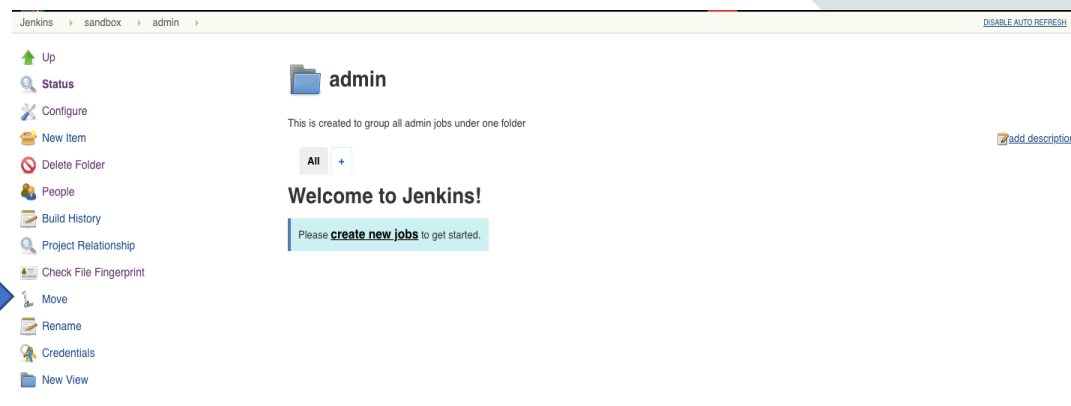 Jenkins sandbox admin
DISABLE AUTO REFRESH
Up
Status
Configure
New Item
Delete Folder
People
Build History
Project Relationship
Check File Fingerprint
Move
Rename
Credentials
New View
admin
This is created to group all admin jobs under one folder
add description
All +
Welcome to Jenkins!
Please create new jobs to get started.